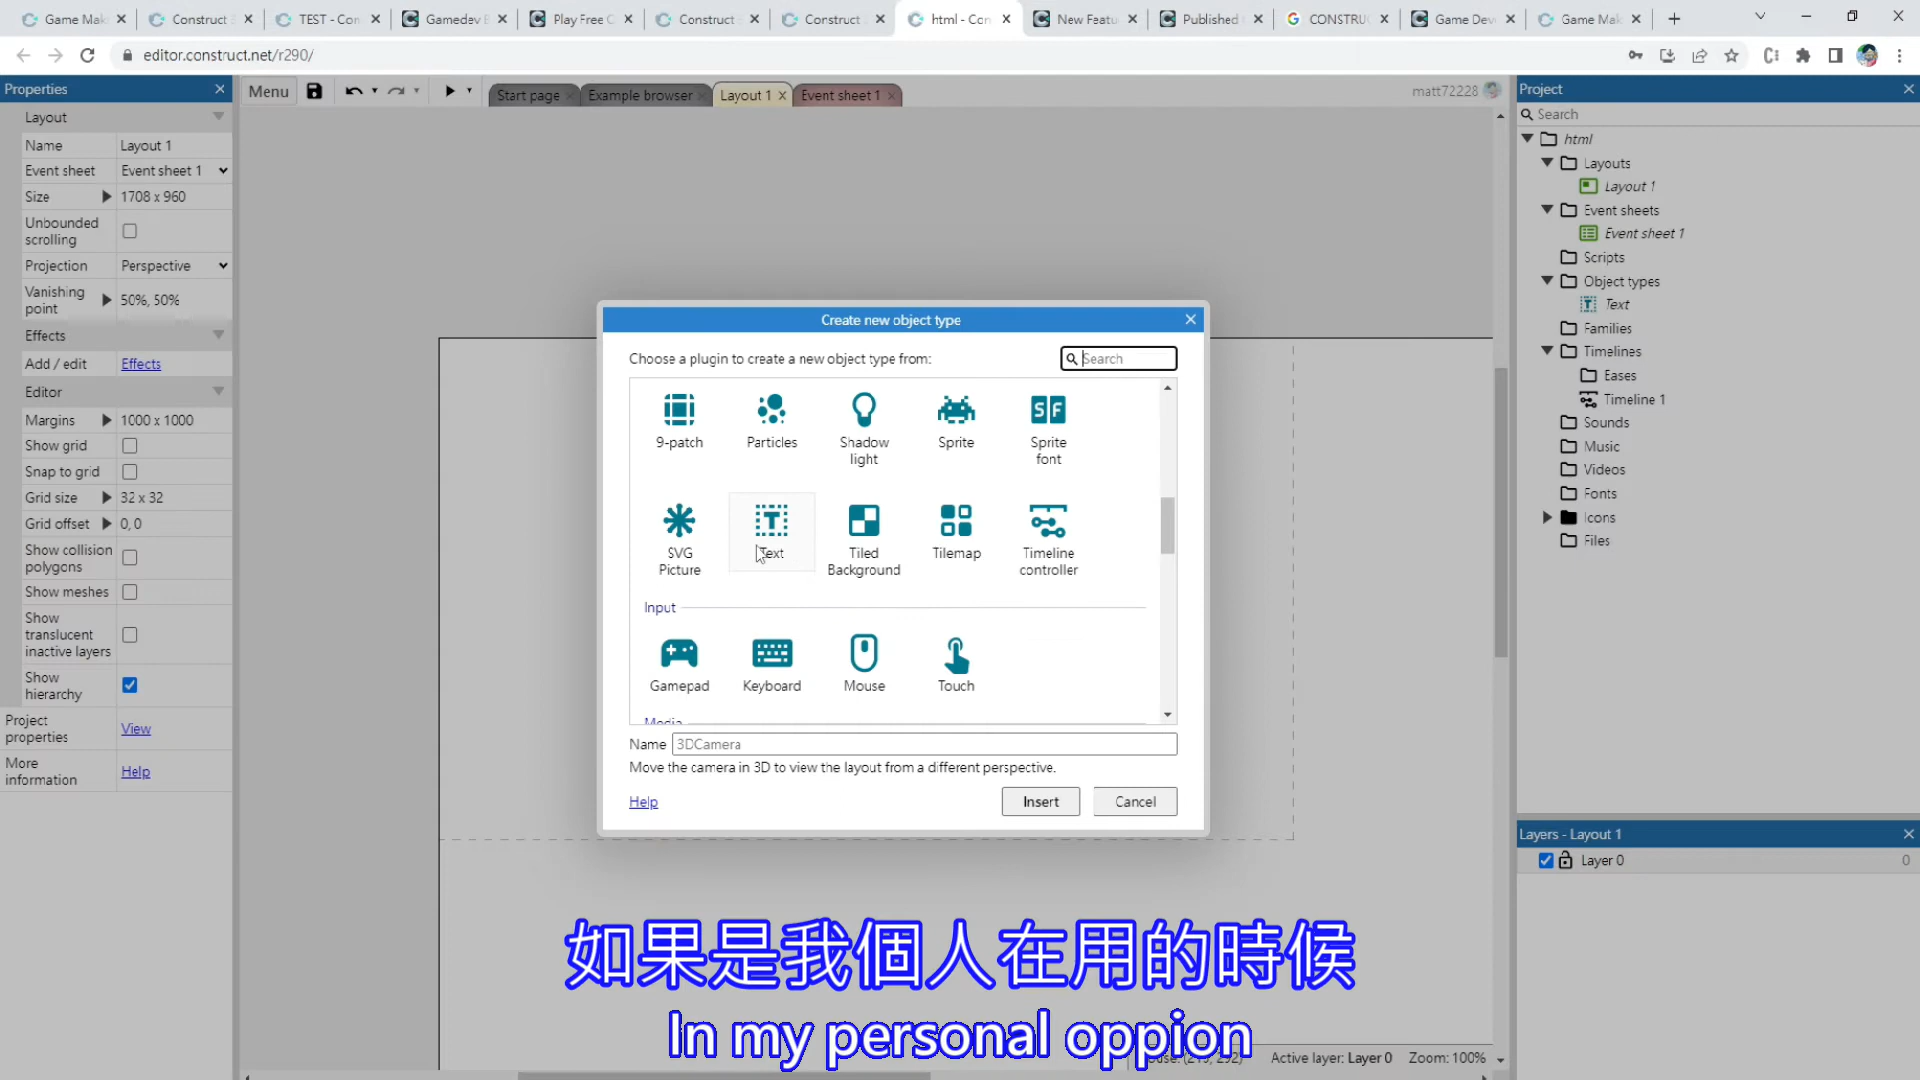 Game Mak
Construct
TEST - Con
Gamedev
Play Free C
Construct
Construct
html - Con
New Featu
Published
CONSTRU
Game Dev
Game Mak
editor.construct.net/r290/
Properties
Menu
Start page
Example browser
Layout 1
Event sheet 1
matt72228
Project
Search
Layout
Name
Layout 1
Event sheet
Event sheet 1
Size
1708 x 960
Unbounded
scrolling
Projection
Perspective
Vanishing
point
50%, 50%
Effects
Add / edit
Effects
Editor
Margins
1000 x 1000
Show grid
Snap to grid
Grid size
32 x 32
Grid offset
0, 0
Show collision
polygons
Show meshes
Show
translucent
inactive layers
Show
hierarchy
Project
properties
View
More
information
Help
Create new object type
Choose a plugin to create a new object type from:
Search
9-patch
Particles
Shadow
light
Sprite
SF
Sprite
font
SVG
Picture
T
Text
Tiled
Background
Tilemap
Timeline
controller
Input
Gamepad
Keyboard
Mouse
Touch
Media
Name
3DCamera
Move the camera in 3D to view the layout from a different perspective.
Help
Insert
Cancel
html
Layouts
Layout 1
Event sheets
Event sheet 1
Scripts
Object types
Text
Families
Timelines
Eases
Timeline 1
Sounds
Music
Videos
Fonts
Icons
Files
Layers - Layout 1
Layer 0
0
如果是我個人在用的時候
In my personal oppion
Active layer: Layer 0
Zoom: 100%